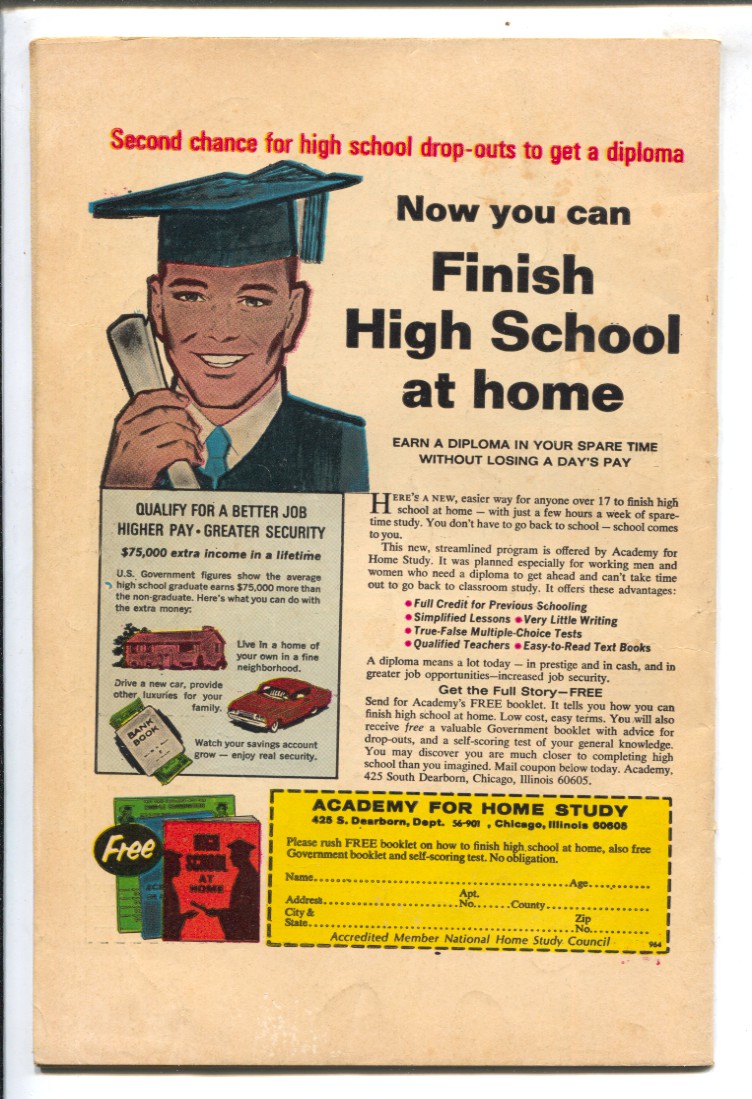 Second chance for high school drop-outs to get a diploma
Now you can
Finish
High School
at home
EARN A DIPLOMA IN YOUR SPARE TIME
WITHOUT LOSING A DAY'S PAY
QUALIFY FOR A BETTER JOB
HIGHER PAY • GREATER SECURITY
$75,000 extra income in a lifetime
U.S. Government figures show the average
high school graduate earns $75,000 more than
the non-graduate. Here's what you can do with
the extra money:
Live in a home of
your own in a fine
neighborhood.
Drive a new car, provide
other luxuries for your
family.
BANK
BOOK
Watch your savings account
grow — enjoy real security.
HERE'S A NEW, easier way for anyone over 17 to finish high
school at home — with just a few hours a week of spare-
time study. You don't have to go back to school — school comes
to you.
This new, streamlined program is offered by Academy for
Home Study. It was planned especially for working men and
women who need a diploma to get ahead and can't take time
out to go back to classroom study. It offers these advantages:
• Full Credit for Previous Schooling
• Simplified Lessons • Very Little Writing
• True-False Multiple-Choice Tests
• Qualified Teachers • Easy-to-Read Text Books
A diploma means a lot today — in prestige and in cash, and in
greater job opportunities—increased job security.
Get the Full Story—FREE
Send for Academy's FREE booklet. It tells you how you can
finish high school at home. Low cost, easy terms. You will also
receive free a valuable Government booklet with advice for
drop-outs, and a self-scoring test of your general knowledge.
You may discover you are much closer to completing high
school than you imagined. Mail coupon below today. Academy,
425 South Dearborn, Chicago, Illinois 60605.
Free
HIGH
SCHOOL
AT
HOME
ACADEMY FOR HOME STUDY
425 S. Dearborn, Dept. 56-901 , Chicago, Illinois 60605
Please rush FREE booklet on how to finish high school at home, also free
Government booklet and self-scoring test. No obligation.
Name.......... Age..........
Address.......... Apt. No....... County..........
City &
State.......... Zip No..........
Accredited Member National Home Study Council 964